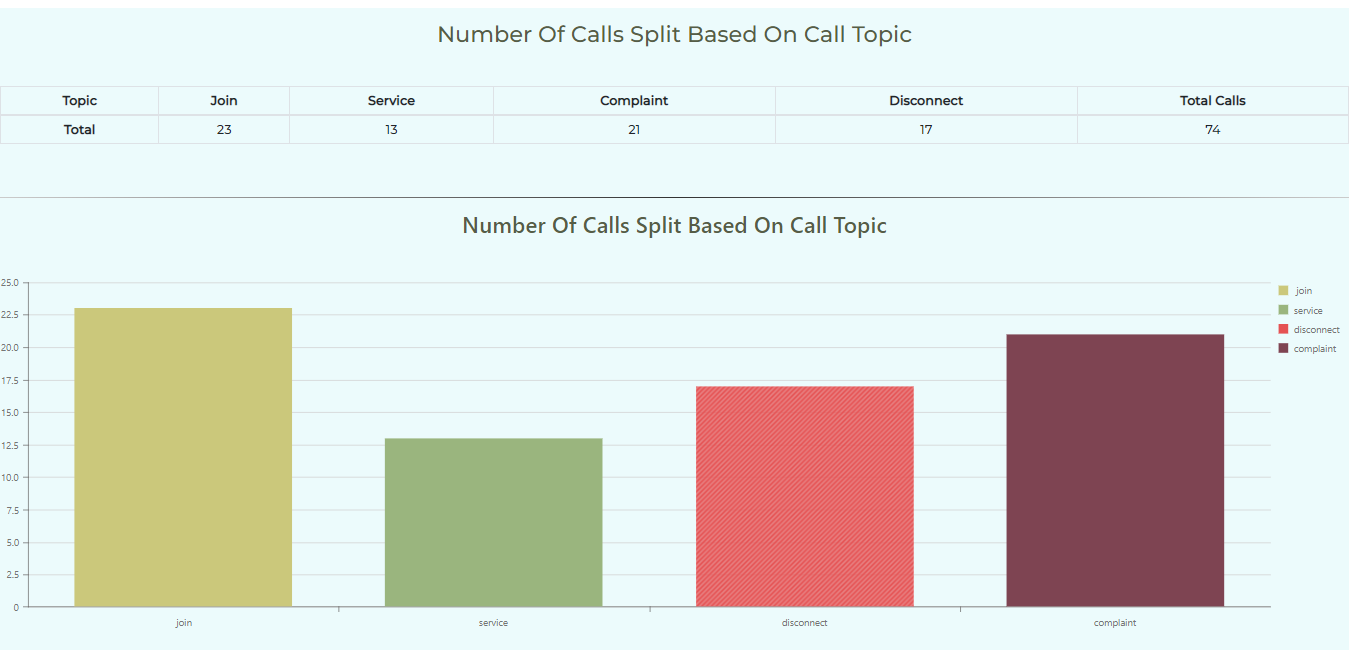 Number Of Calls Split Based On Call Topic
Topic Join Service Complaint Disconnect Total Calls
Total 23 13 21 17 74
Number Of Calls Split Based On Call Topic
25.0
22.5
20.0
17.5
15.0
12.5
10.0
7.5
5.0
2.5
0
join service disconnect complaint
join
service
disconnect
complaint